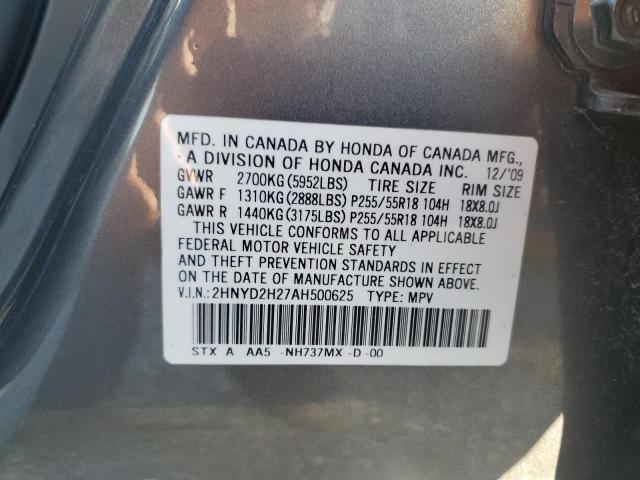 MFD. IN CANADA BY HONDA OF CANADA MFG.,
-A DIVISION OF HONDA CANADA INC. 12/'09
GVWR 2700KG(5952LBS) TIRE SIZE RIM SIZE
GAWR F 1310KG(2888LBS) P255/55R18 104H 18X8.0J
GAWR R 1440KG(3175LBS) P255/55R18 104H 18X8.0J
THIS VEHICLE CONFORMS TO ALL APPLICABLE
FEDERAL MOTOR VEHICLE SAFETY
AND THEFT PREVENTION STANDARDS IN EFFECT
ON THE DATE OF MANUFACTURE SHOWN ABOVE.
V.I.N.:2HNYD2H27AH500625 TYPE: MPV
STX A AA5 -NH737MX -D -00